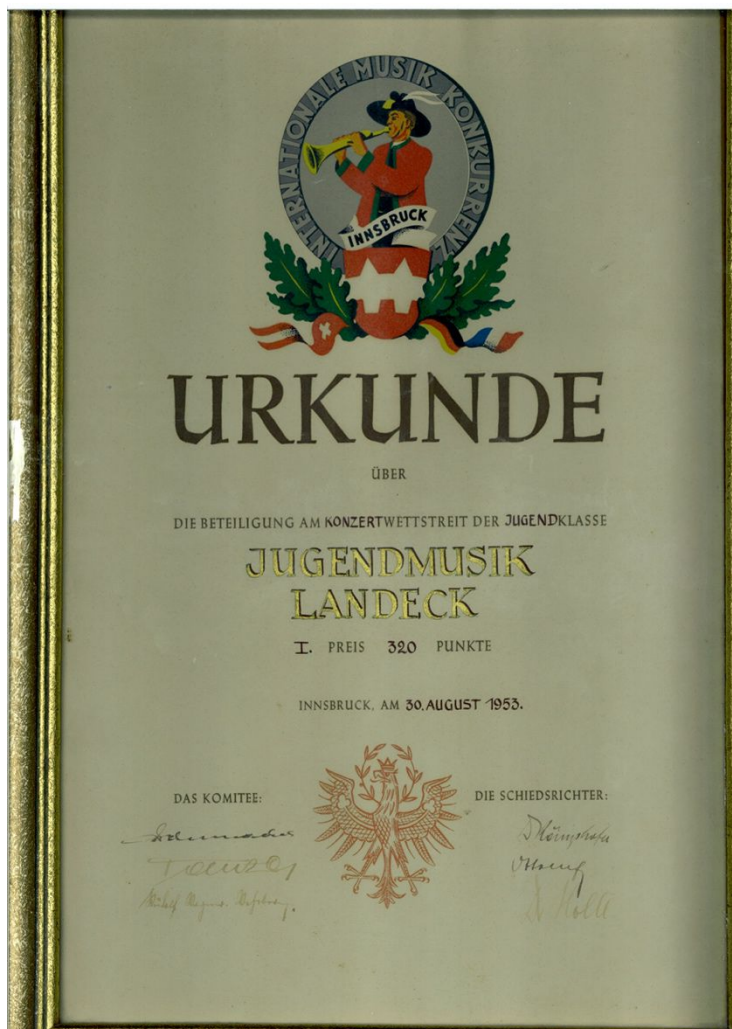 INTERNATIONALE MUSIK KONKURRENZ
INNSBRUCK
URKUNDE
ÜBER
DIE BETEILIGUNG AM KONZERTWETTSTREIT DER JUGENDKLASSE
JUGENDMUSIK
LANDECK
I. PREIS 320 PUNKTE
INNSBRUCK, AM 30. AUGUST 1953.
DAS KOMITEE:
DIE SCHIEDSRICHTER: